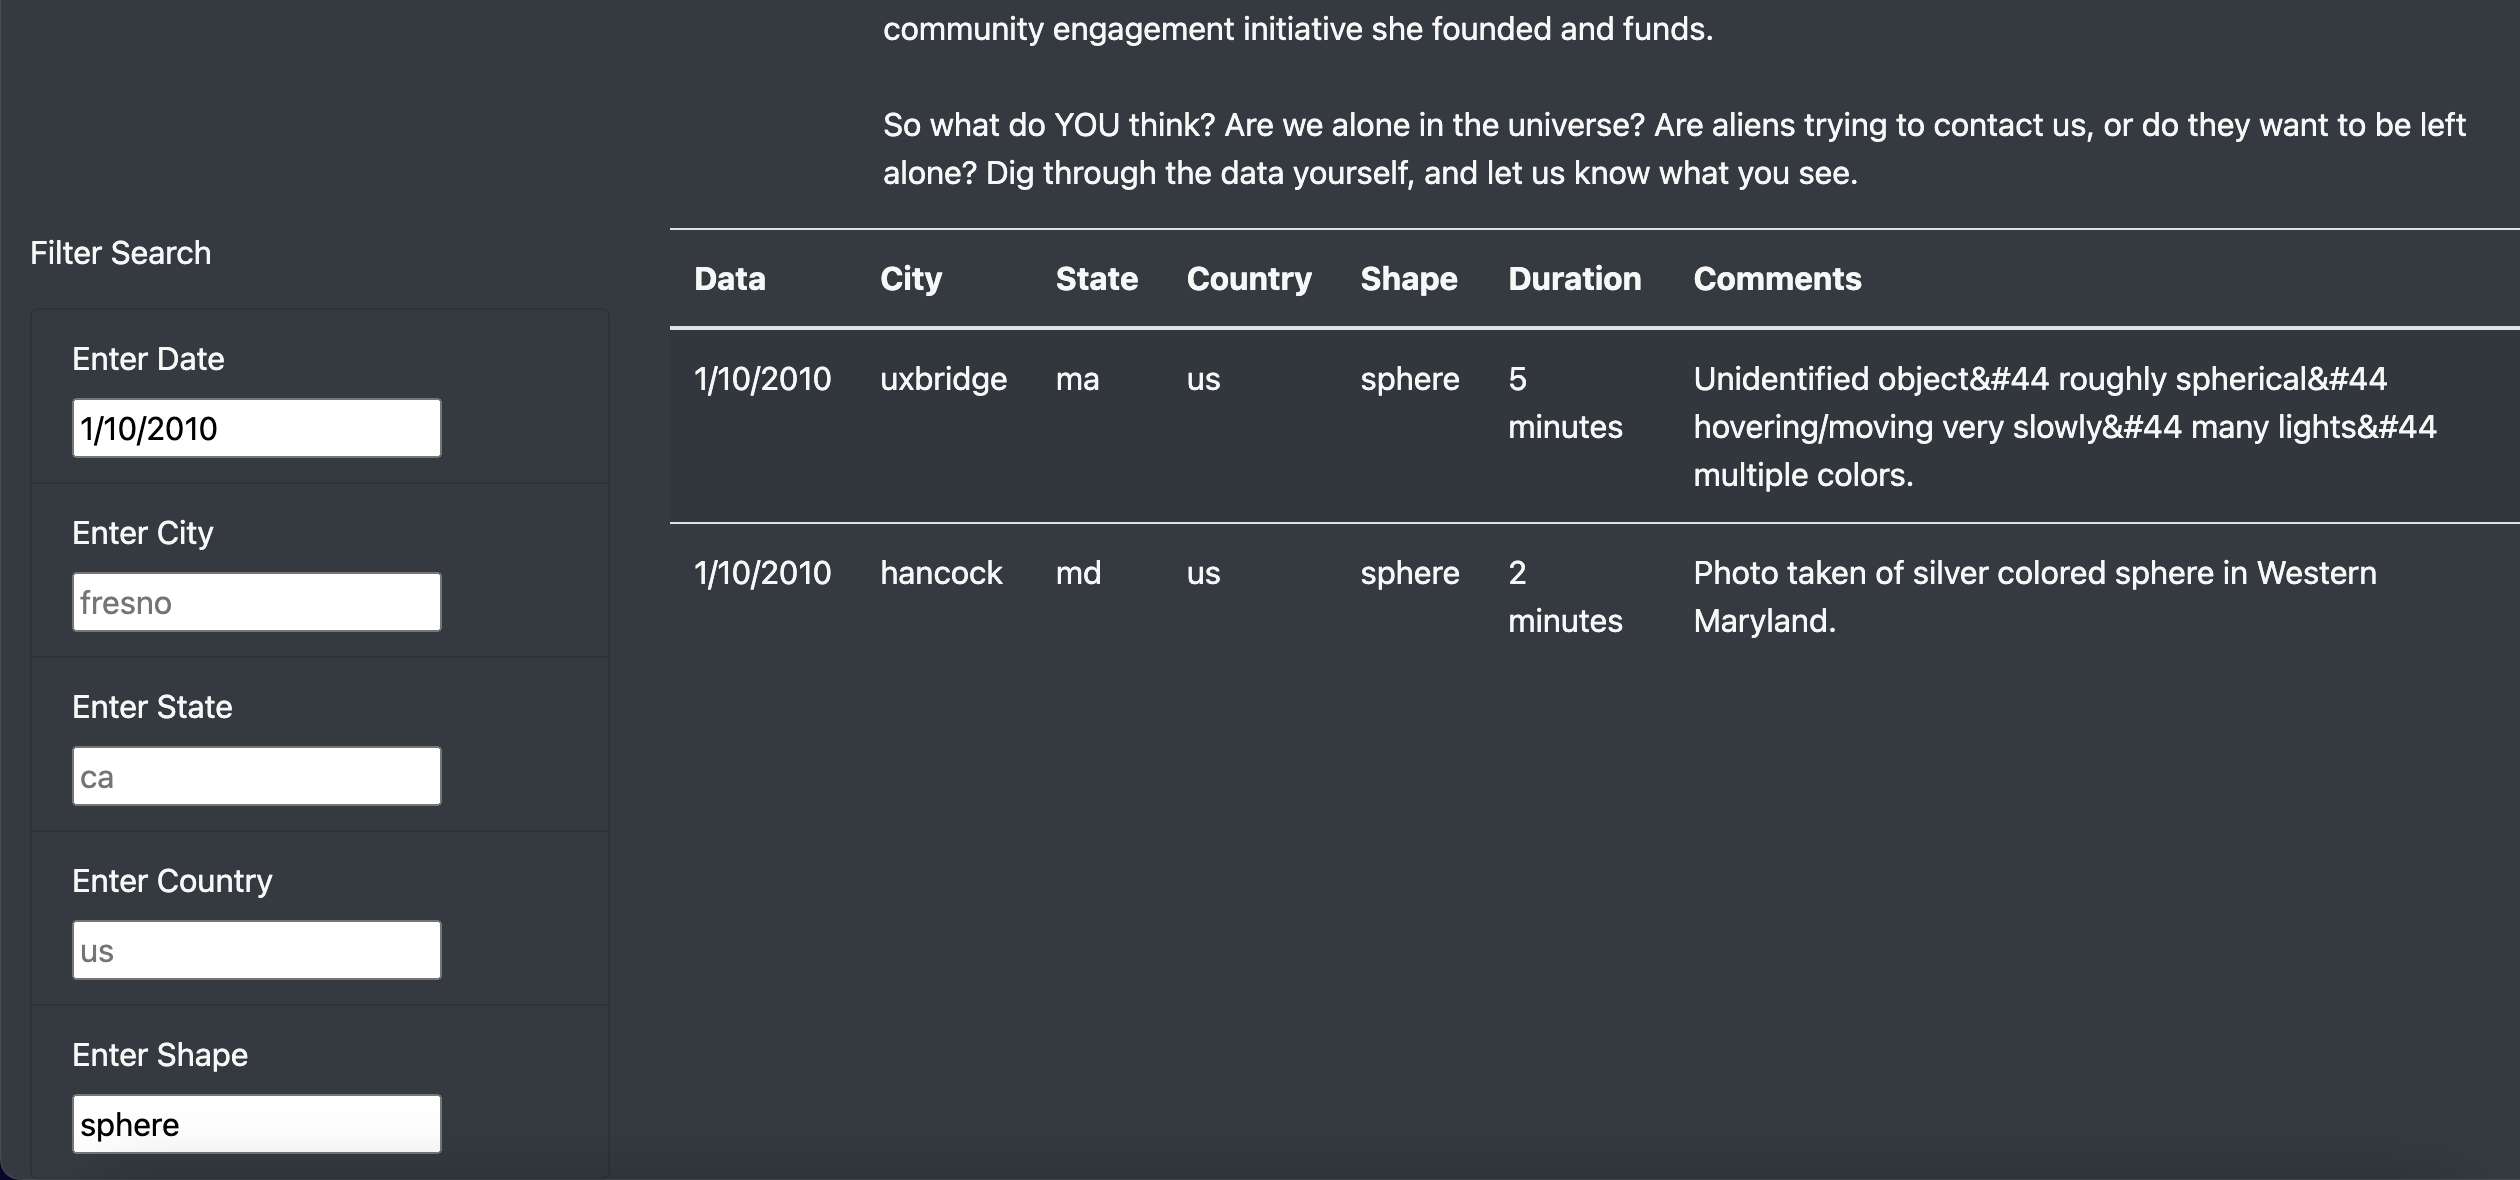 community engagement initiative she founded and funds.
So what do YOU think? Are we alone in the universe? Are aliens trying to contact us, or do they want to be left
alone? Dig through the data yourself, and let us know what you see.
Filter Search
Enter Date
1/10/2010
Enter City
fresno
Enter State
ca
Enter Country
us
Enter Shape
sphere
Data City State Country Shape Duration Comments
1/10/2010 uxbridge ma us sphere 5 Unidentified object&#44 roughly spherical&#44
minutes hovering/moving very slowly&#44 many lights&#44
multiple colors.
1/10/2010 hancock md us sphere 2 Photo taken of silver colored sphere in Western
minutes Maryland.